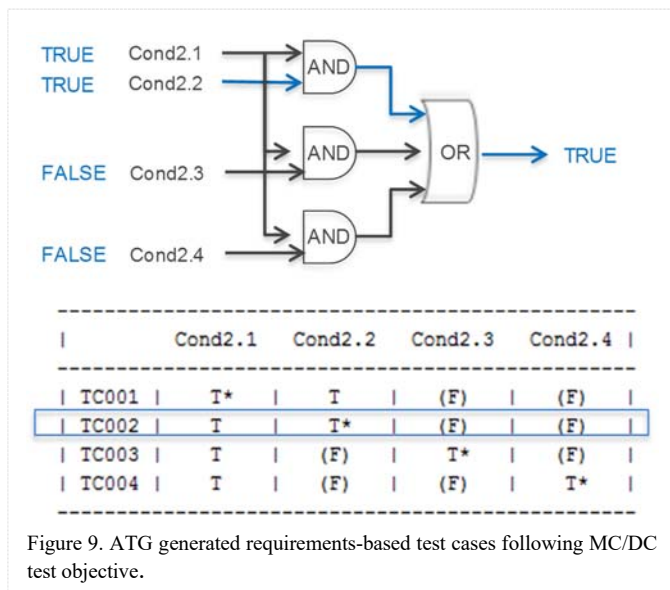 TRUE Cond2.1
TRUE Cond2.2
AND
AND
OR
TRUE
FALSE Cond2.3
AND
FALSE Cond2.4
| Cond2.1 Cond2.2 Cond2.3 Cond2.4 |
| TC001 | T* | T | (F) | (F) |
| TC002 | T | T* | (F) | (F) |
| TC003 | T | (F) | T* | (F) |
| TC004 | T | (F) | (F) | T* |
Figure 9. ATG generated requirements-based test cases following MC/DC
test objective.